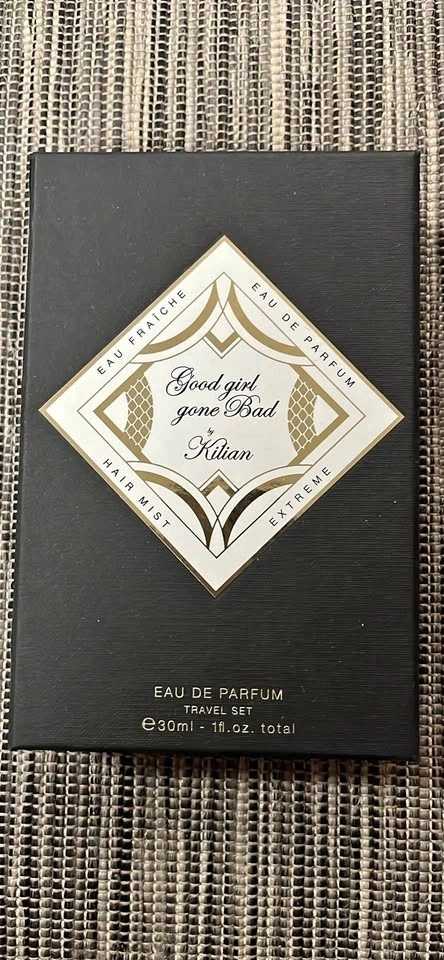 EAU FRAÎCHE
EAU DE PARFUM
Good girl
gone Bad
by
Kilian
HAIR MIST
EXTREME
EAU DE PARFUM
TRAVEL SET
℮30ml - 1fl.oz. total